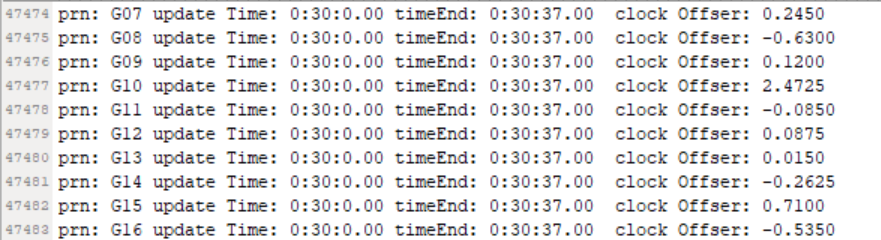 47474 prn: G07 update Time: 0:30:0.00 timeEnd: 0:30:37.00  clock Offser: 0.2450
47475 prn: G08 update Time: 0:30:0.00 timeEnd: 0:30:37.00  clock Offser: -0.6300
47476 prn: G09 update Time: 0:30:0.00 timeEnd: 0:30:37.00  clock Offser: 0.1200
47477 prn: G10 update Time: 0:30:0.00 timeEnd: 0:30:37.00  clock Offser: 2.4725
47478 prn: G11 update Time: 0:30:0.00 timeEnd: 0:30:37.00  clock Offser: -0.0850
47479 prn: G12 update Time: 0:30:0.00 timeEnd: 0:30:37.00  clock Offser: 0.0875
47480 prn: G13 update Time: 0:30:0.00 timeEnd: 0:30:37.00  clock Offser: 0.0150
47481 prn: G14 update Time: 0:30:0.00 timeEnd: 0:30:37.00  clock Offser: -0.2625
47482 prn: G15 update Time: 0:30:0.00 timeEnd: 0:30:37.00  clock Offser: 0.7100
47483 prn: G16 update Time: 0:30:0.00 timeEnd: 0:30:37.00  clock Offser: -0.5350